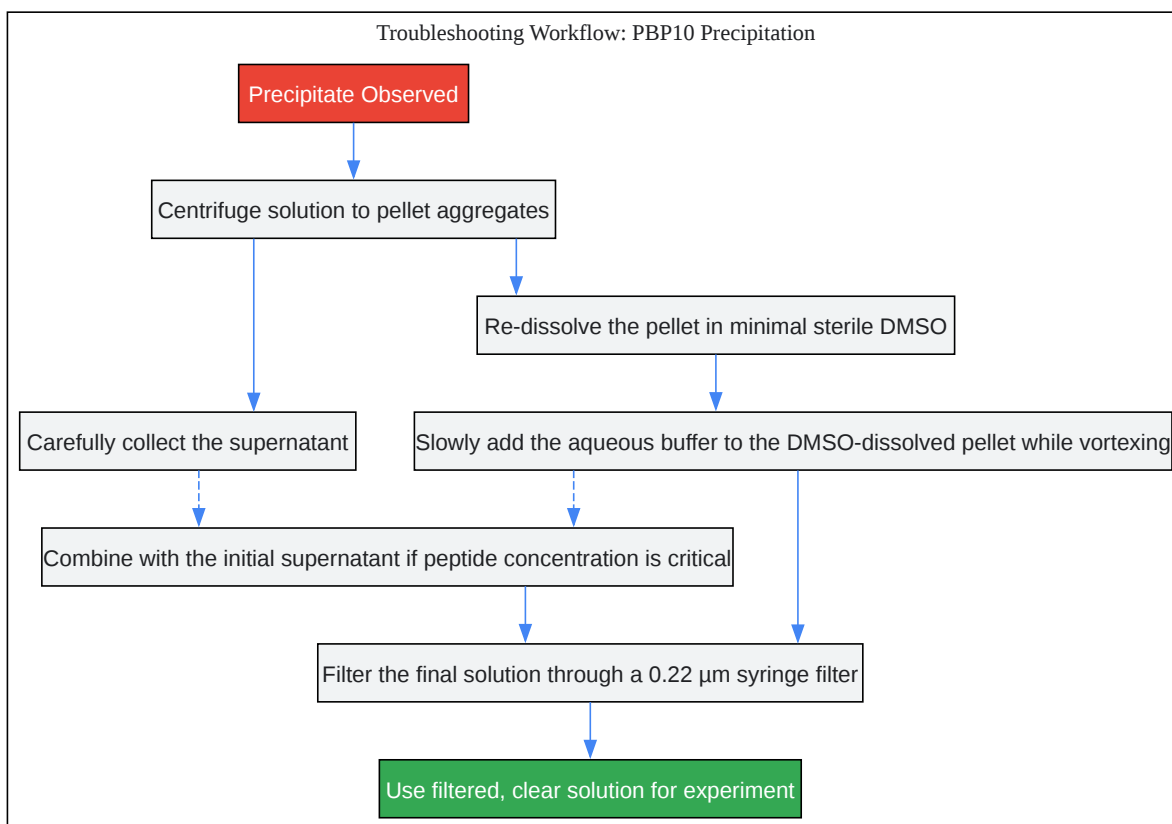 Troubleshooting Workflow: PBP10 Precipitation
Precipitate Observed
Centrifuge solution to pellet aggregates
Re-dissolve the pellet in minimal sterile DMSO
Carefully collect the supernatant
Slowly add the aqueous buffer to the DMSO-dissolved pellet while vortexing
Combine with the initial supernatant if peptide concentration is critical
Filter the final solution through a 0.22 µm syringe filter
Use filtered, clear solution for experiment